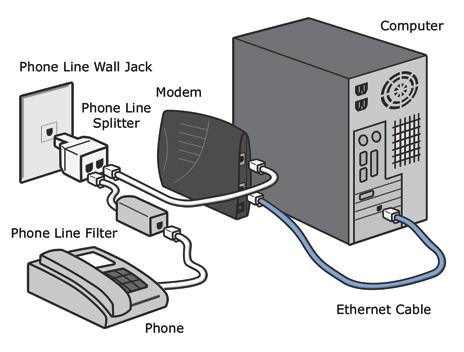 Computer
Phone Line Wall Jack
Modem
Phone Line
Splitter
Phone Line Filter
Ethernet Cable
Phone